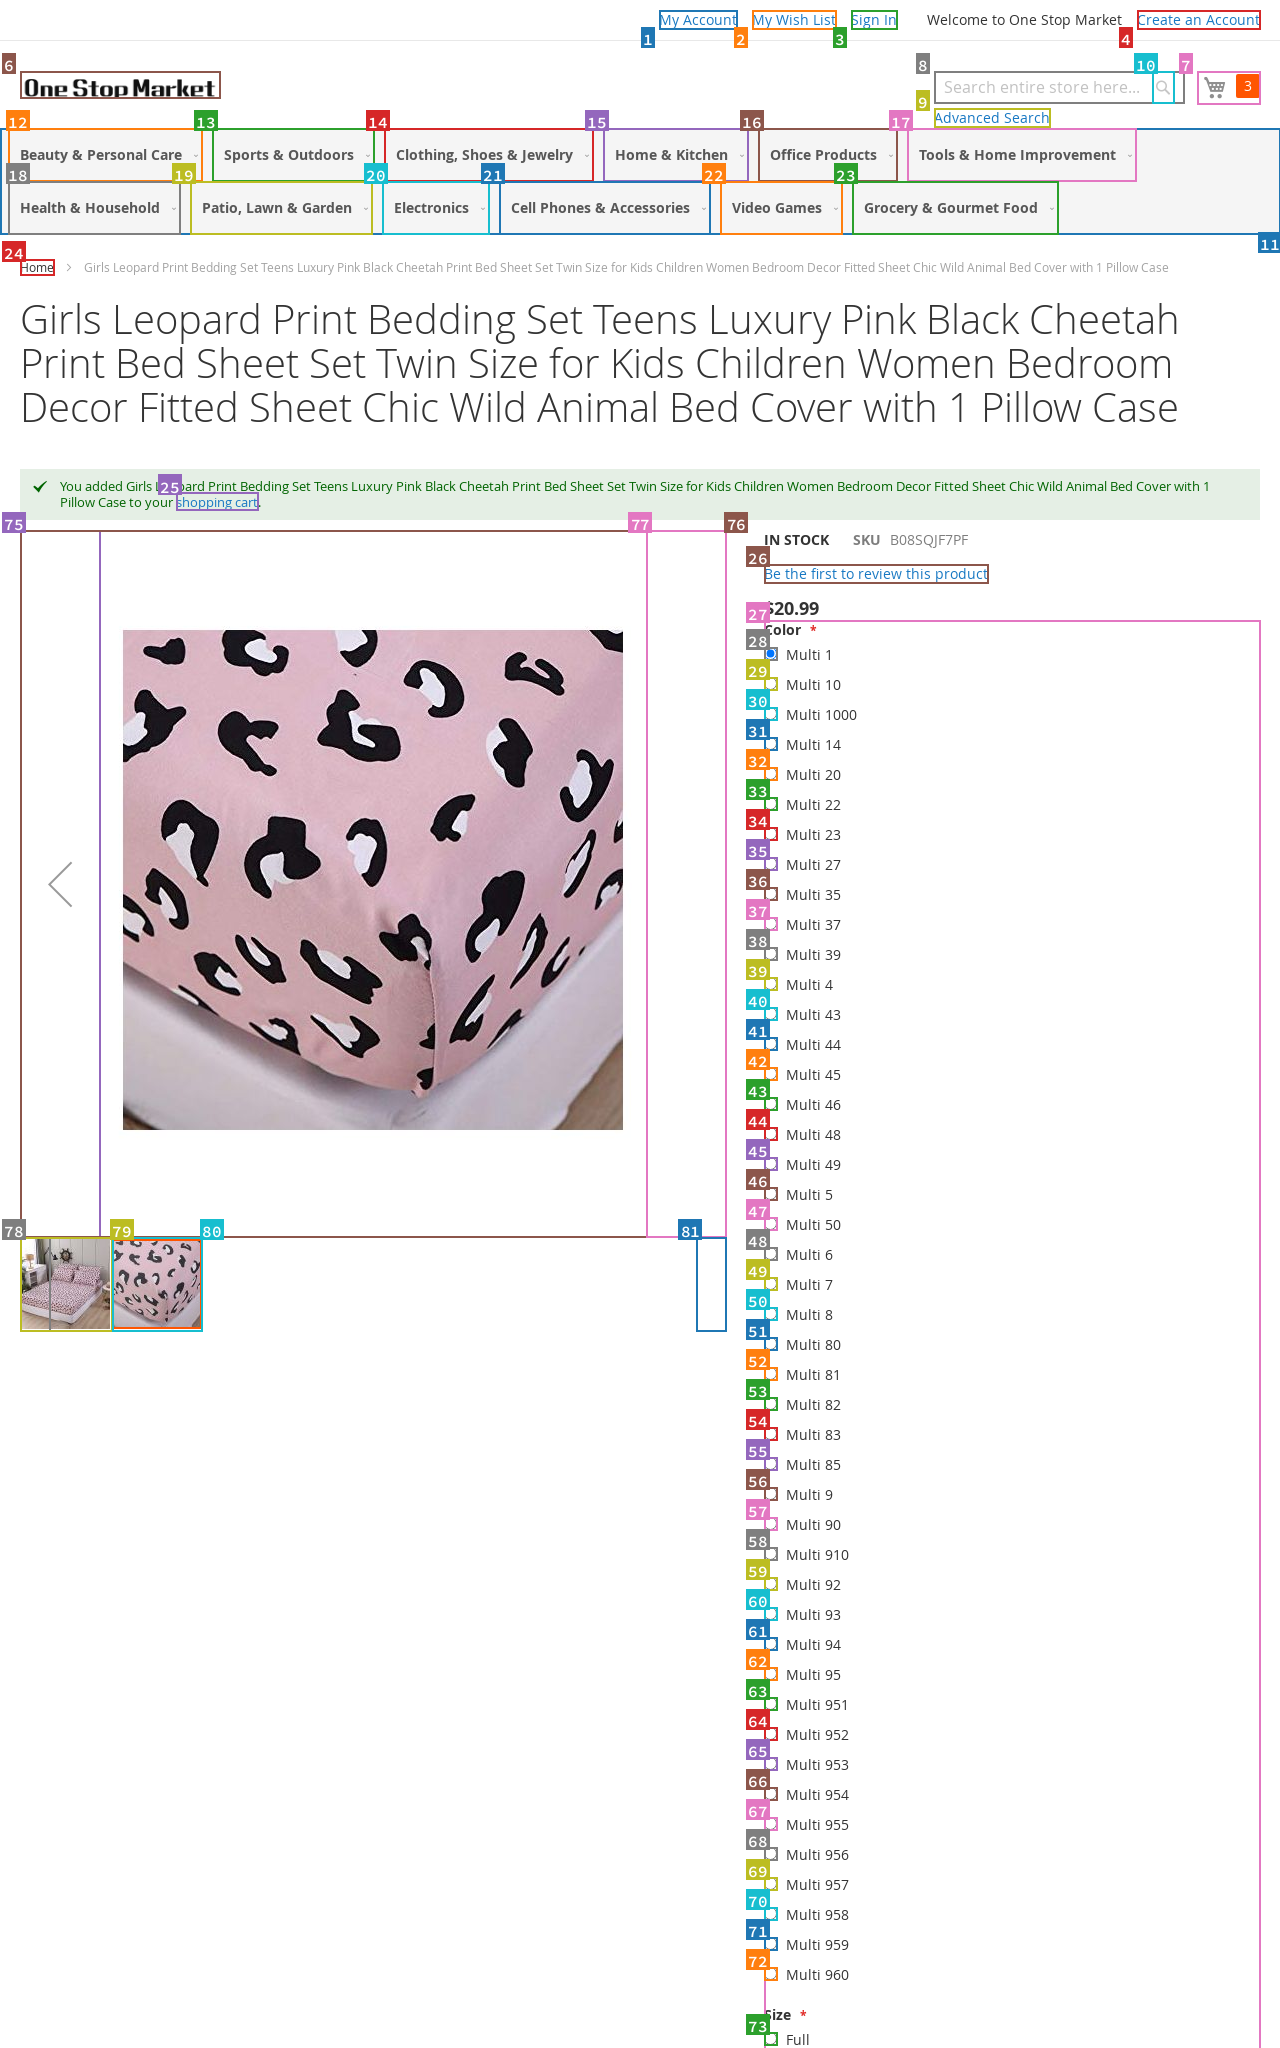 My Account My Wish List Sign In Welcome to One Stop Market Create an Account
1 2 3 4
6 8 10 7
One Stop Market Search entire store here... 3
9 Advanced Search
12 13 14 15 16 17
Beauty & Personal Care Sports & Outdoors Clothing, Shoes & Jewelry Home & Kitchen Office Products Tools & Home Improvement
18 19 20 21 22 23
Health & Household Patio, Lawn & Garden Electronics Cell Phones & Accessories Video Games Grocery & Gourmet Food
24 11
Home Girls Leopard Print Bedding Set Teens Luxury Pink Black Cheetah Print Bed Sheet Set Twin Size for Kids Children Women Bedroom Decor Fitted Sheet Chic Wild Animal Bed Cover with 1 Pillow Case
Girls Leopard Print Bedding Set Teens Luxury Pink Black Cheetah
Print Bed Sheet Set Twin Size for Kids Children Women Bedroom
Decor Fitted Sheet Chic Wild Animal Bed Cover with 1 Pillow Case
You added Girls Leopard Print Bedding Set Teens Luxury Pink Black Cheetah Print Bed Sheet Set Twin Size for Kids Children Women Bedroom Decor Fitted Sheet Chic Wild Animal Bed Cover with 1
25
Pillow Case to your shopping cart.
75 77 76
IN STOCK SKU B08SQJF7PF
26
Be the first to review this product
27 $20.99
Color *
28 Multi 1
29 Multi 10
30 Multi 1000
31 Multi 14
32 Multi 20
33 Multi 22
34 Multi 23
35 Multi 27
36 Multi 35
37 Multi 37
38 Multi 39
39 Multi 4
40 Multi 43
41 Multi 44
42 Multi 45
43 Multi 46
44 Multi 48
45 Multi 49
46 Multi 5
47 Multi 50
48 Multi 6
49 Multi 7
50 Multi 8
51 Multi 80
52 Multi 81
53 Multi 82
54 Multi 83
55 Multi 85
56 Multi 9
57 Multi 90
58 Multi 910
59 Multi 92
60 Multi 93
61 Multi 94
62 Multi 95
63 Multi 951
64 Multi 952
65 Multi 953
66 Multi 954
67 Multi 955
68 Multi 956
69 Multi 957
70 Multi 958
71 Multi 959
72 Multi 960
Size *
73 Full
78 79 80 81